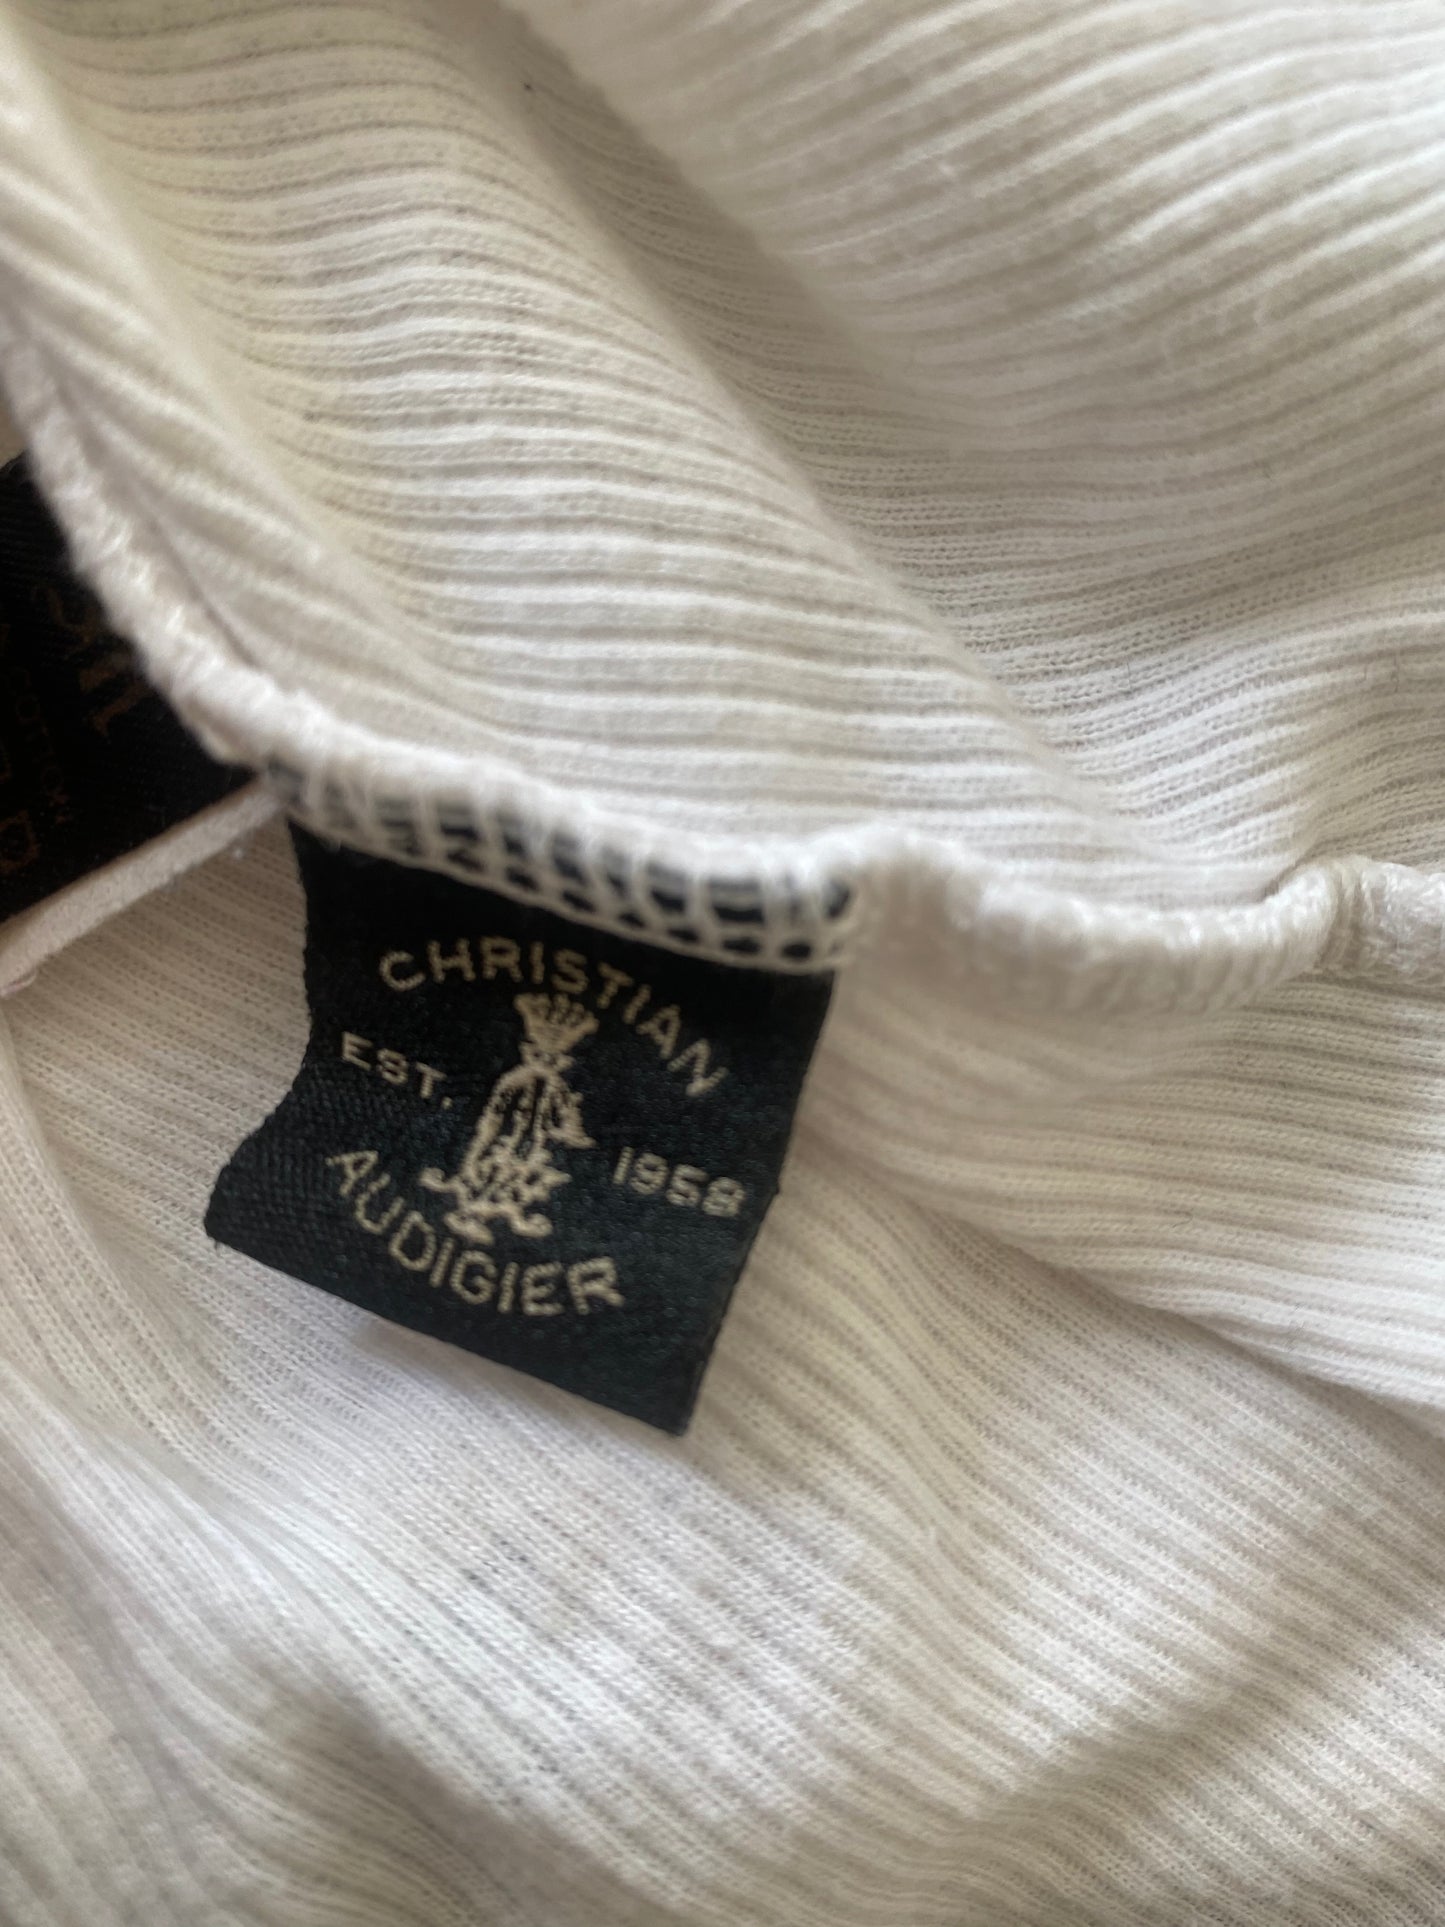 CHRISTIAN
EST. 1958
AUDIGIER